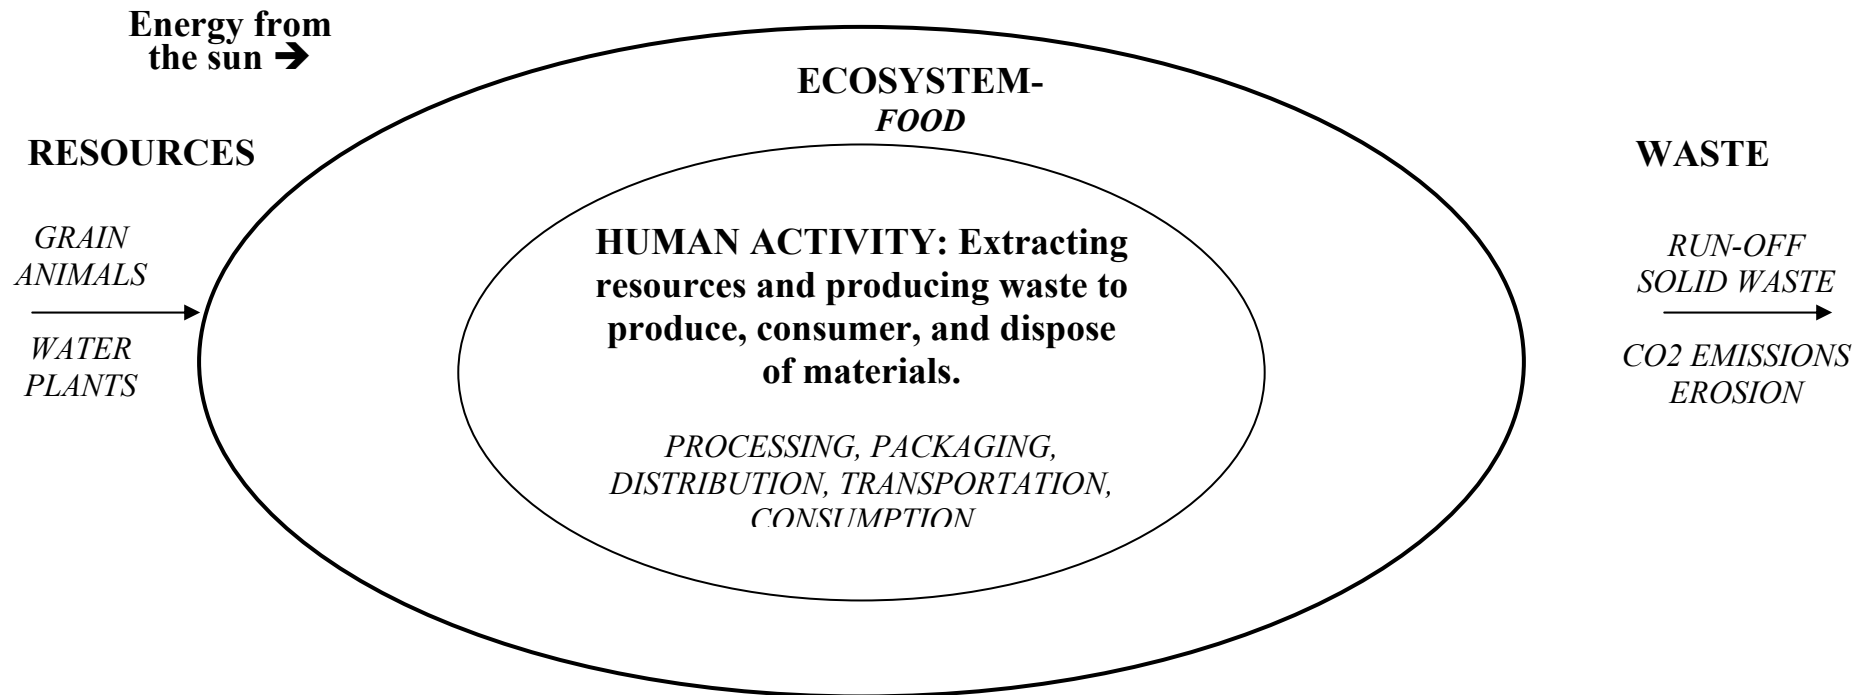 Energy from
the sun ➔
ECOSYSTEM-
FOOD
RESOURCES
WASTE
GRAIN
ANIMALS
WATER
PLANTS
HUMAN ACTIVITY: Extracting
resources and producing waste to
produce, consumer, and dispose
of materials.
PROCESSING, PACKAGING,
DISTRIBUTION, TRANSPORTATION,
CONSUMPTION
RUN-OFF
SOLID WASTE
CO2 EMISSIONS
EROSION